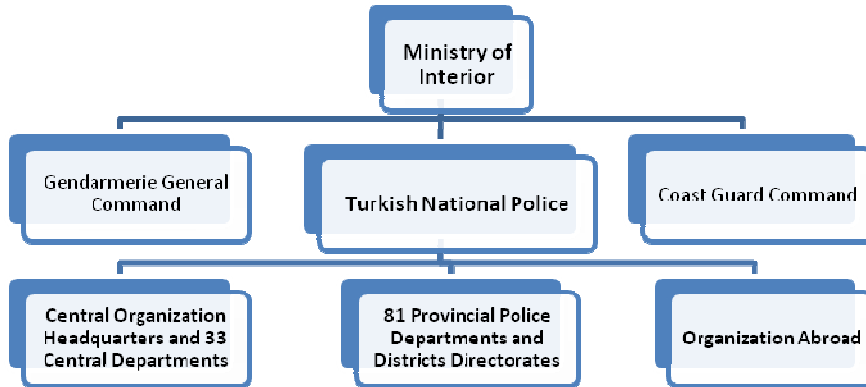 Ministry of
Interior
Gendarmerie General
Command
Turkish National Police
Coast Guard Command
Central Organization
Headquarters and 33
Central Departments
81 Provincial Police
Departments and
Districts Directorates
Organization Abroad